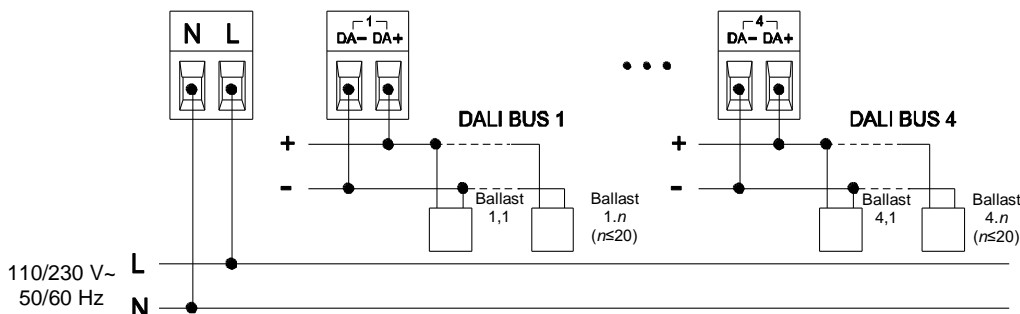 N L
1
DA− DA+
4
DA− DA+
DALI BUS 1
DALI BUS 4
+
+
-
-
Ballast
1,1
Ballast
1.n
(n≤20)
Ballast
4,1
Ballast
4.n
(n≤20)
110/230 V~
50/60 Hz
L
N